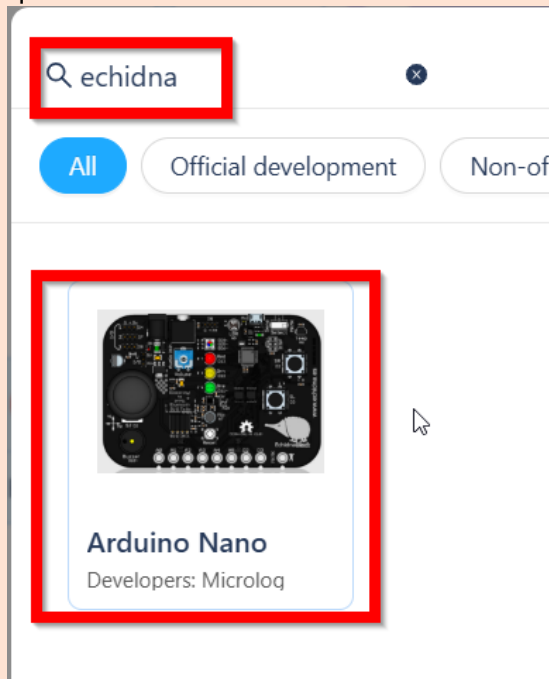 echidna
All
Official development
Non-of
Arduino Nano
Developers: Microlog